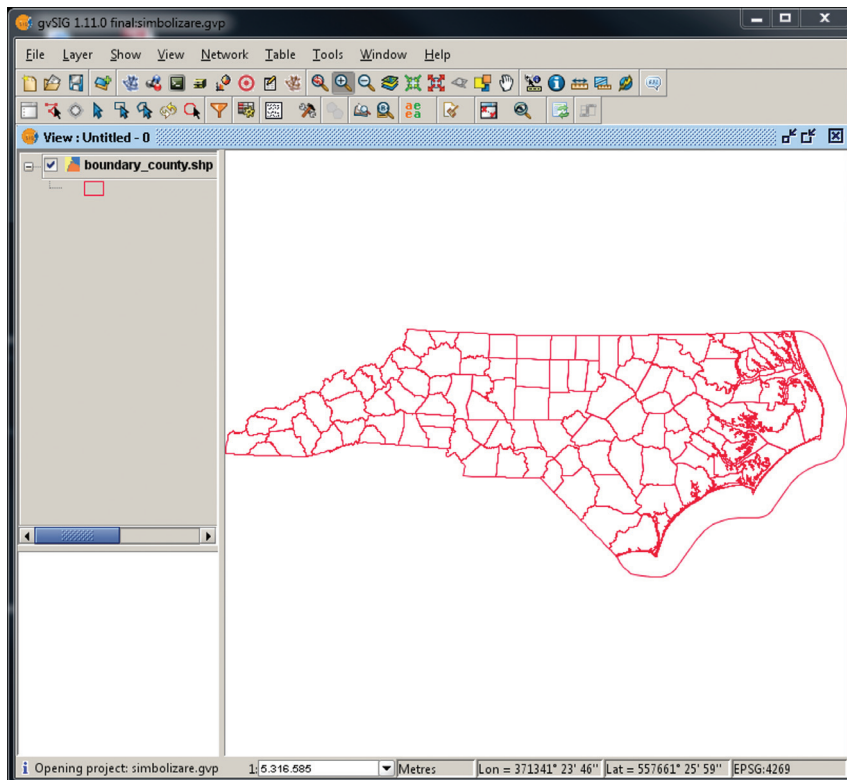 gvSIG 1.11.0 final:simbolizare.gvp
File Layer Show View Network Table Tools Window Help
View : Untitled - 0
boundary_county.shp
Opening project: simbolizare.gvp 1: 5.316.585 Metres Lon = 371341° 23' 46" Lat = 557661° 25' 59" EPSG:4269